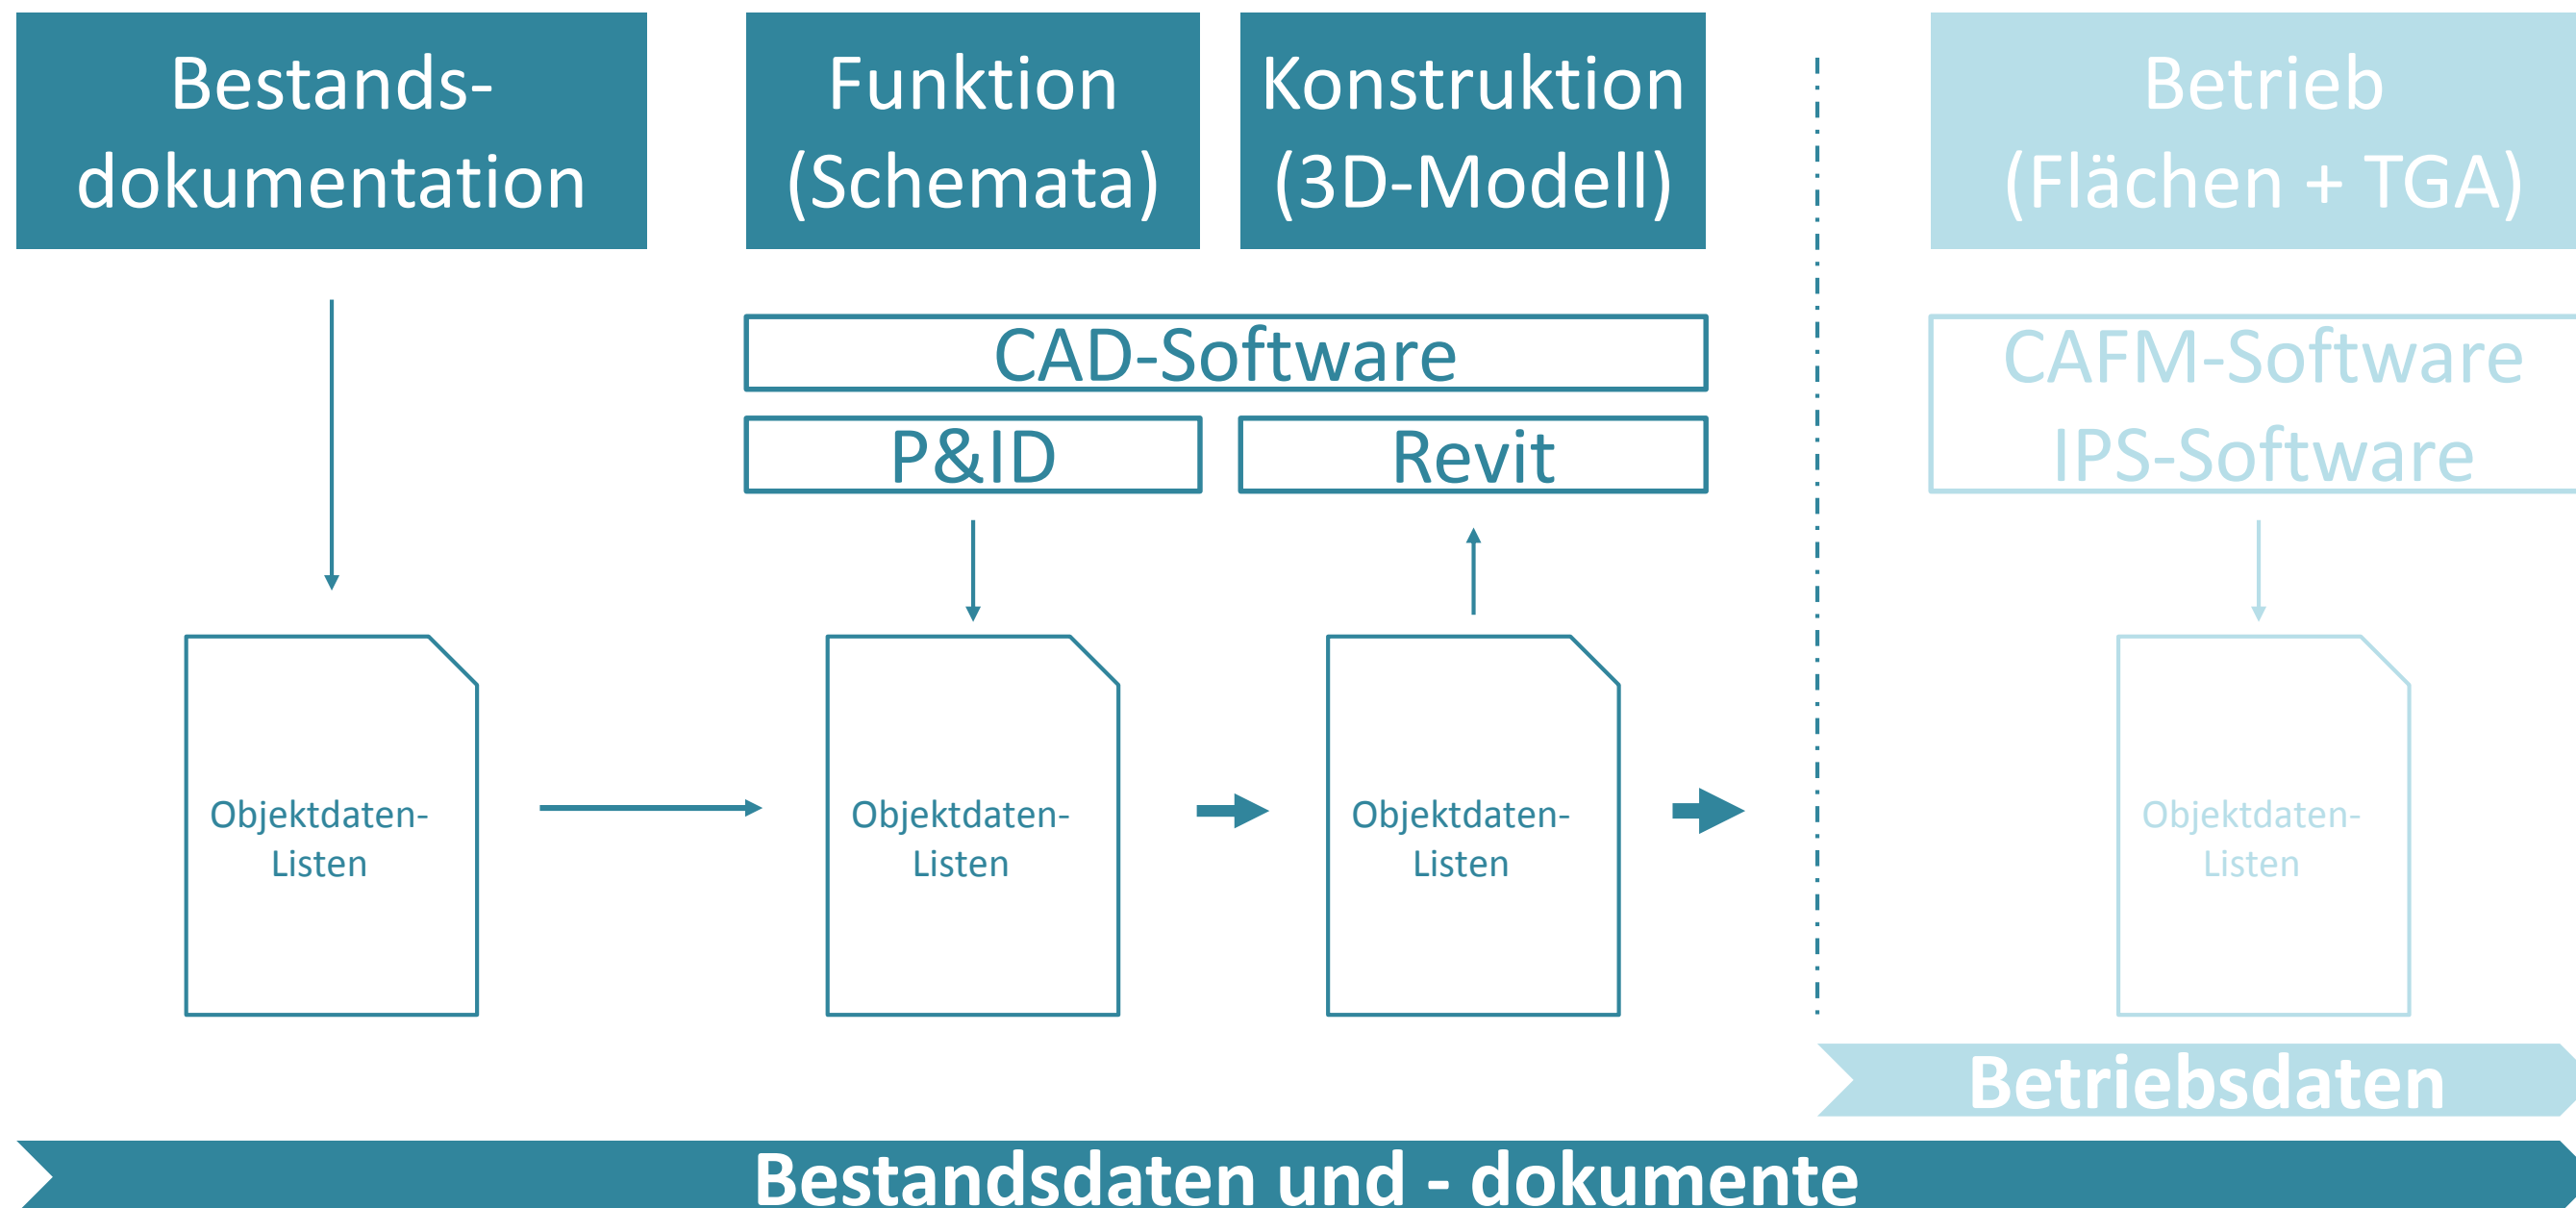 Bestands-
dokumentation
Funktion
(Schemata)
Konstruktion
(3D-Modell)
Betrieb
(Flächen + TGA)
CAD-Software
P&ID
Revit
CAFM-Software
IPS-Software
Objektdaten-
Listen
Objektdaten-
Listen
Objektdaten-
Listen
Objektdaten-
Listen
Betriebsdaten
Bestandsdaten und - dokumente